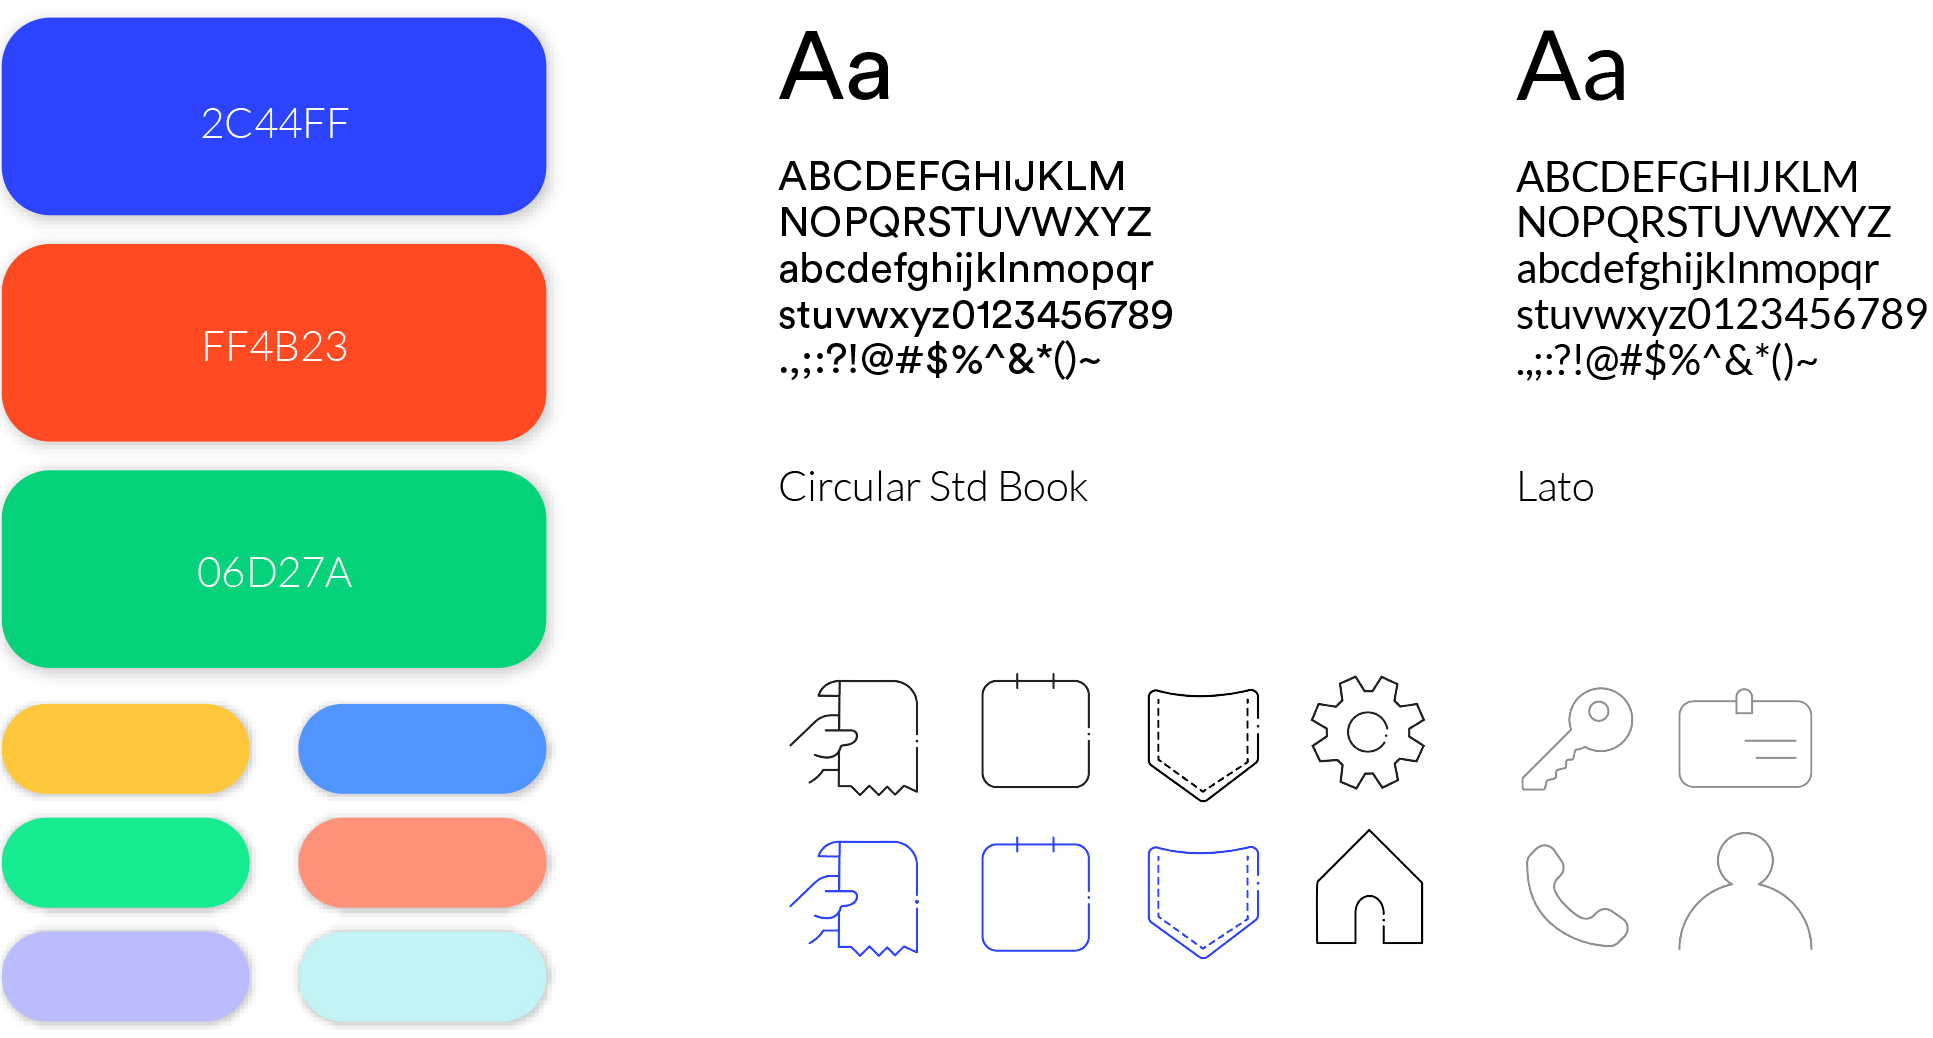 2C44FF
FF4B23
06D27A
Aa
ABCDEFGHIJKLM
NOPQRSTUVWXYZ
abcdefghijklnmopqr
stuvwxyz0123456789
.,;:?!@#$%^&*()~
Circular Std Book
Aa
ABCDEFGHIJKLM
NOPQRSTUVWXYZ
abcdefghijklnmopqr
stuvwxyz0123456789
.,;:?!@#$%^&*()~
Lato